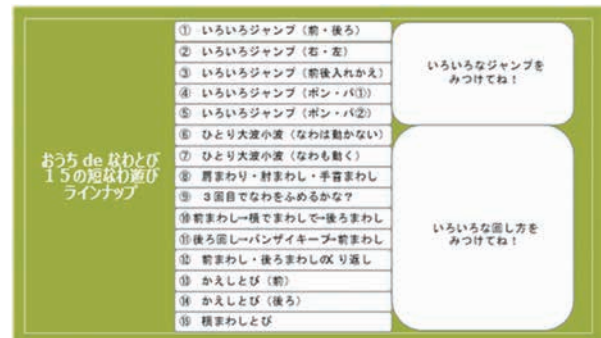 おうち de なわとび
15の短なわ遊び
ラインナップ
① いろいろジャンプ（前・後ろ）
② いろいろジャンプ（右・左）
③ いろいろジャンプ（前後入れかえ）
④ いろいろジャンプ（ポン・パ①）
⑤ いろいろジャンプ（ポン・パ②）
⑥ ひとり大波小波（なわは動かない）
⑦ ひとり大波小波（なわも動く）
⑧ 肩まわり・肘まわし・手首まわし
⑨ 3回目でなわをふめるかな？
⑩前まわし→横でまわしで→後ろまわし
⑪後ろ回し→バンザイキープ→前まわし
⑫ 前まわし・後ろまわしのくり返し
⑬ かえしとび（前）
⑭ かえしとび（後ろ）
⑮ 横まわしとび
いろいろなジャンプを
みつけてね！
いろいろな回し方を
みつけてね！